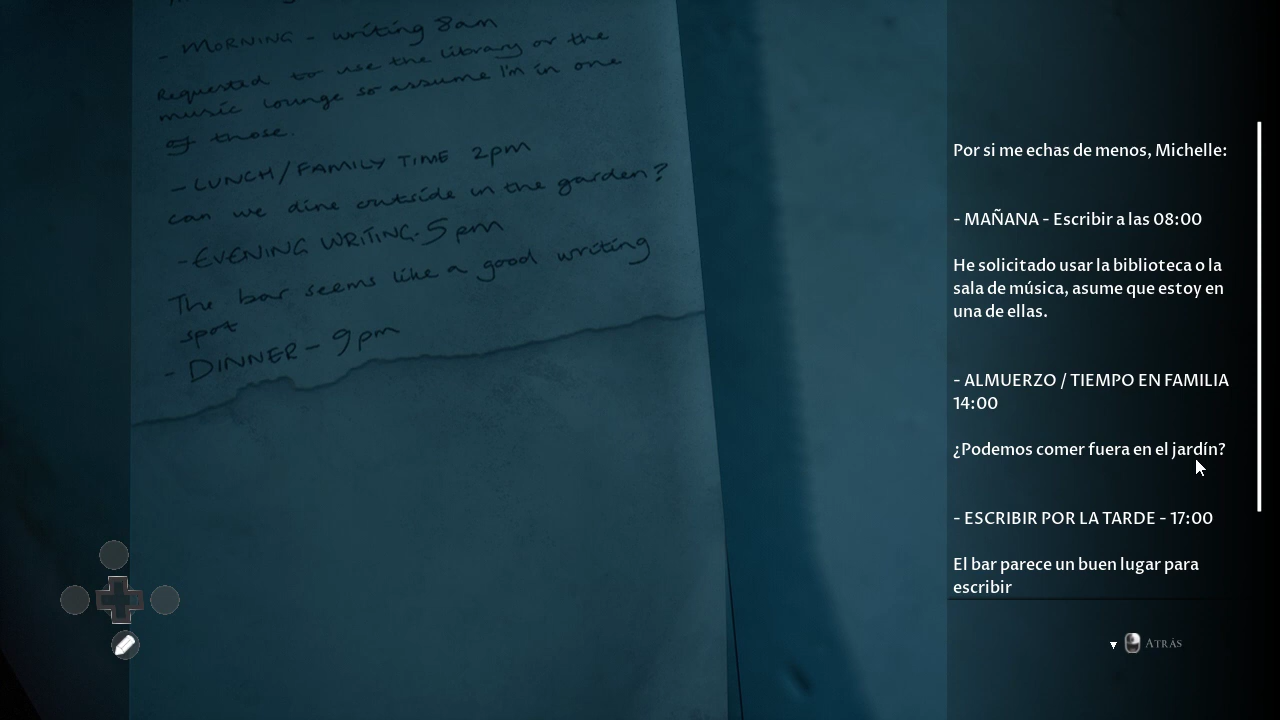 - MORNING - writing 8am
Requested to use the library or the
music lounge so assume I'm in one
of those.
- LUNCH/FAMILY TIME 2pm
can we dine outside in the garden?
- EVENING WRITING - 5pm
The bar seems like a good writing
spot
- DINNER - 9pm
Por si me echas de menos, Michelle:
- MAÑANA - Escribir a las 08:00
He solicitado usar la biblioteca o la
sala de música, asume que estoy en
una de ellas.
- ALMUERZO / TIEMPO EN FAMILIA
14:00
¿Podemos comer fuera en el jardín?
- ESCRIBIR POR LA TARDE - 17:00
El bar parece un buen lugar para
escribir
ATRÁS